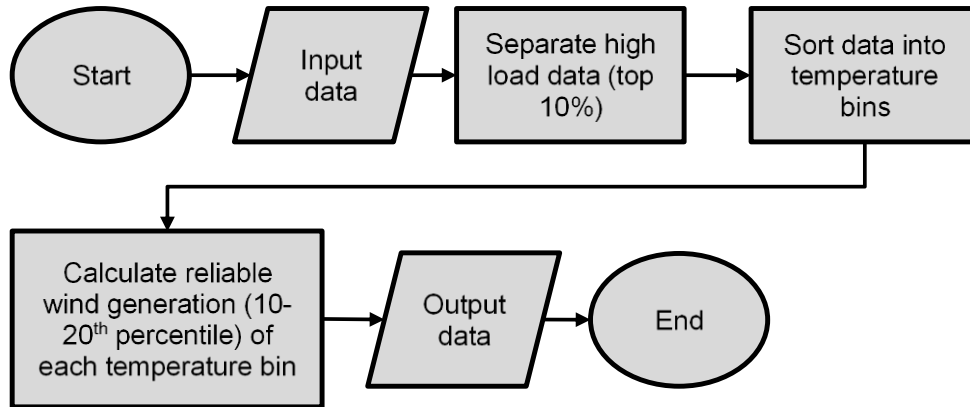 Start
Input
data
Separate high
load data (top
10%)
Sort data into
temperature
bins
Calculate reliable
wind generation (10-
20th percentile) of
each temperature bin
Output
data
End